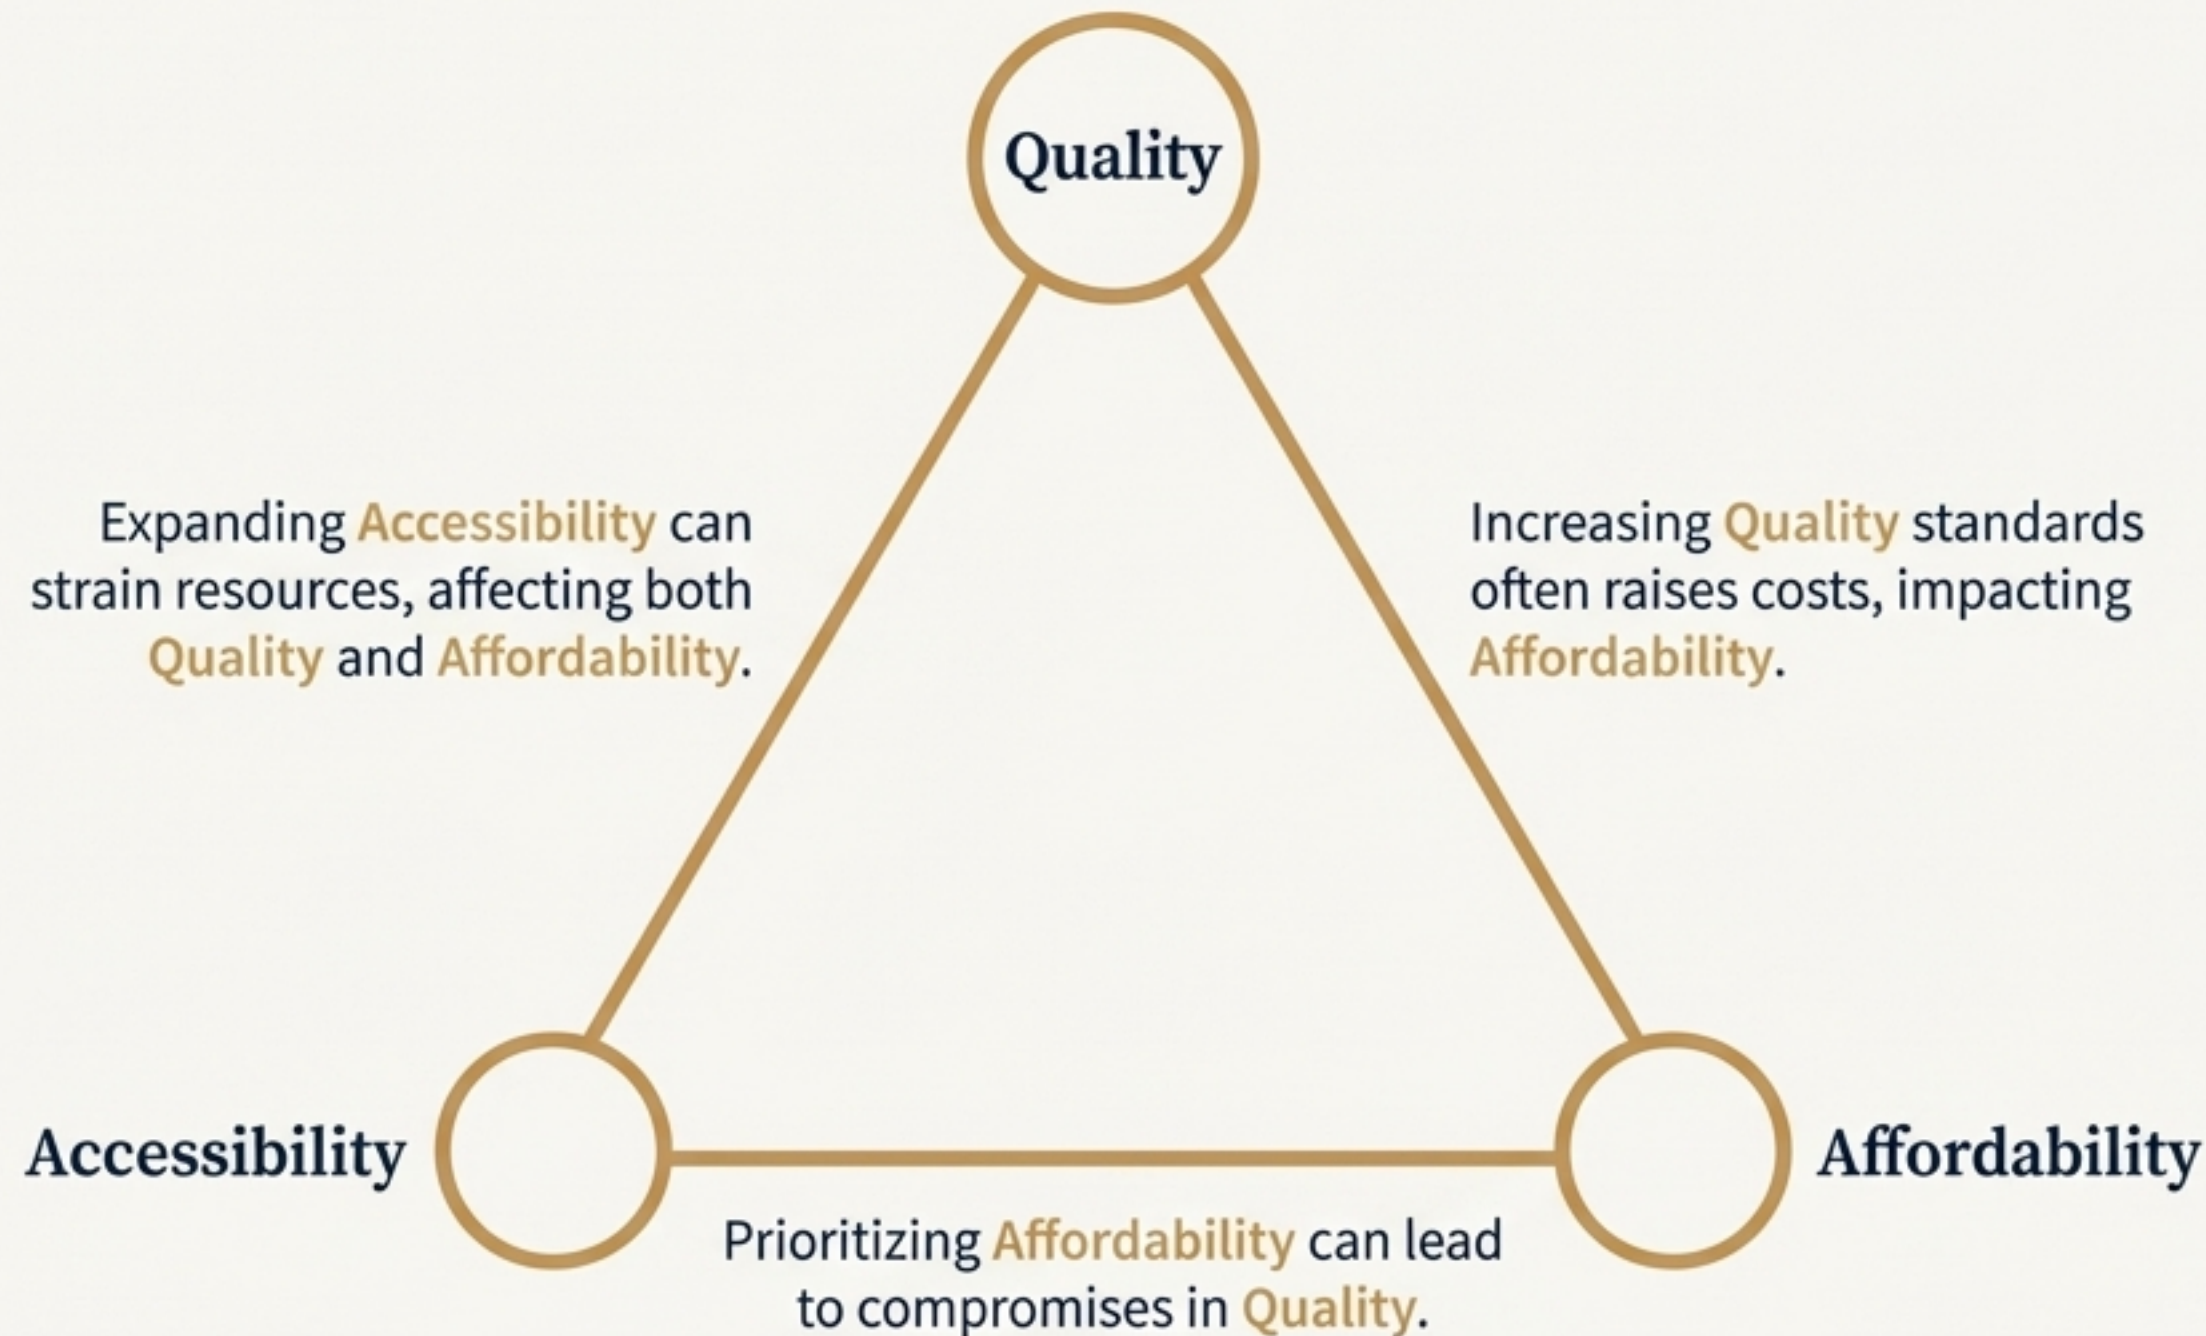 Quality
Expanding Accessibility can
strain resources, affecting both
Quality and Affordability.
Increasing Quality standards
often raises costs, impacting
Affordability.
Accessibility
Affordability
Prioritizing Affordability can lead
to compromises in Quality.